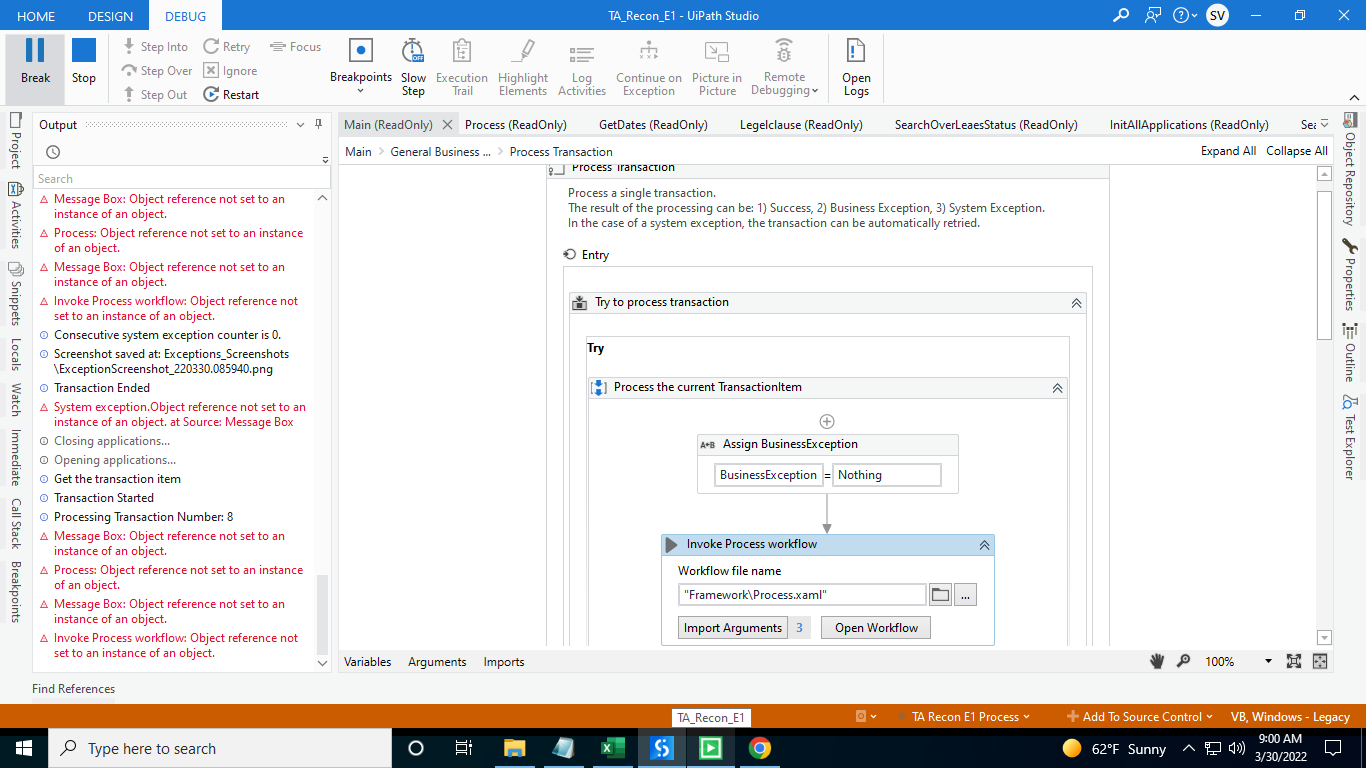 HOME DESIGN DEBUG
TA_Recon_E1 - UiPath Studio
SV
Break
Stop
Step Into
Step Over
Step Out
Retry
Ignore
Restart
Focus
Breakpoints
Slow
Step
Execution
Trail
Highlight
Elements
Log
Activities
Continue on
Exception
Picture in
Picture
Remote
Debugging
Open
Logs
Project
Activities
Snippets
Locals
Watch
Immediate
Call Stack
Breakpoints
Output
Search
Message Box: Object reference not set to an
instance of an object.
Process: Object reference not set to an instance
of an object.
Message Box: Object reference not set to an
instance of an object.
Invoke Process workflow: Object reference not
set to an instance of an object.
Consecutive system exception counter is 0.
Screenshot saved at: Exceptions_Screenshots
\ExceptionScreenshot_220330.085940.png
Transaction Ended
System exception.Object reference not set to an
instance of an object. at Source: Message Box
Closing applications...
Opening applications...
Get the transaction item
Transaction Started
Processing Transaction Number: 8
Message Box: Object reference not set to an
instance of an object.
Process: Object reference not set to an instance
of an object.
Message Box: Object reference not set to an
instance of an object.
Invoke Process workflow: Object reference not
set to an instance of an object.
Find References
Main (ReadOnly) Process (ReadOnly) GetDates (ReadOnly) Legelclause (ReadOnly) SearchOverLeaesStatus (ReadOnly) InitAllApplications (ReadOnly) Sea
Main General Business ... Process Transaction
Expand All Collapse All
Process Transaction
Process a single transaction.
The result of the processing can be: 1) Success, 2) Business Exception, 3) System Exception.
In the case of a system exception, the transaction can be automatically retried.
Entry
Try to process transaction
Try
Process the current TransactionItem
A+B Assign BusinessException
BusinessException = Nothing
Invoke Process workflow
Workflow file name
"Framework\Process.xaml"
...
Import Arguments 3 Open Workflow
Variables Arguments Imports
100%
Object Repository
Properties
Outline
Test Explorer
TA_Recon_E1
TA Recon E1 Process
Add To Source Control
VB, Windows - Legacy
Type here to search
62°F Sunny
9:00 AM
3/30/2022